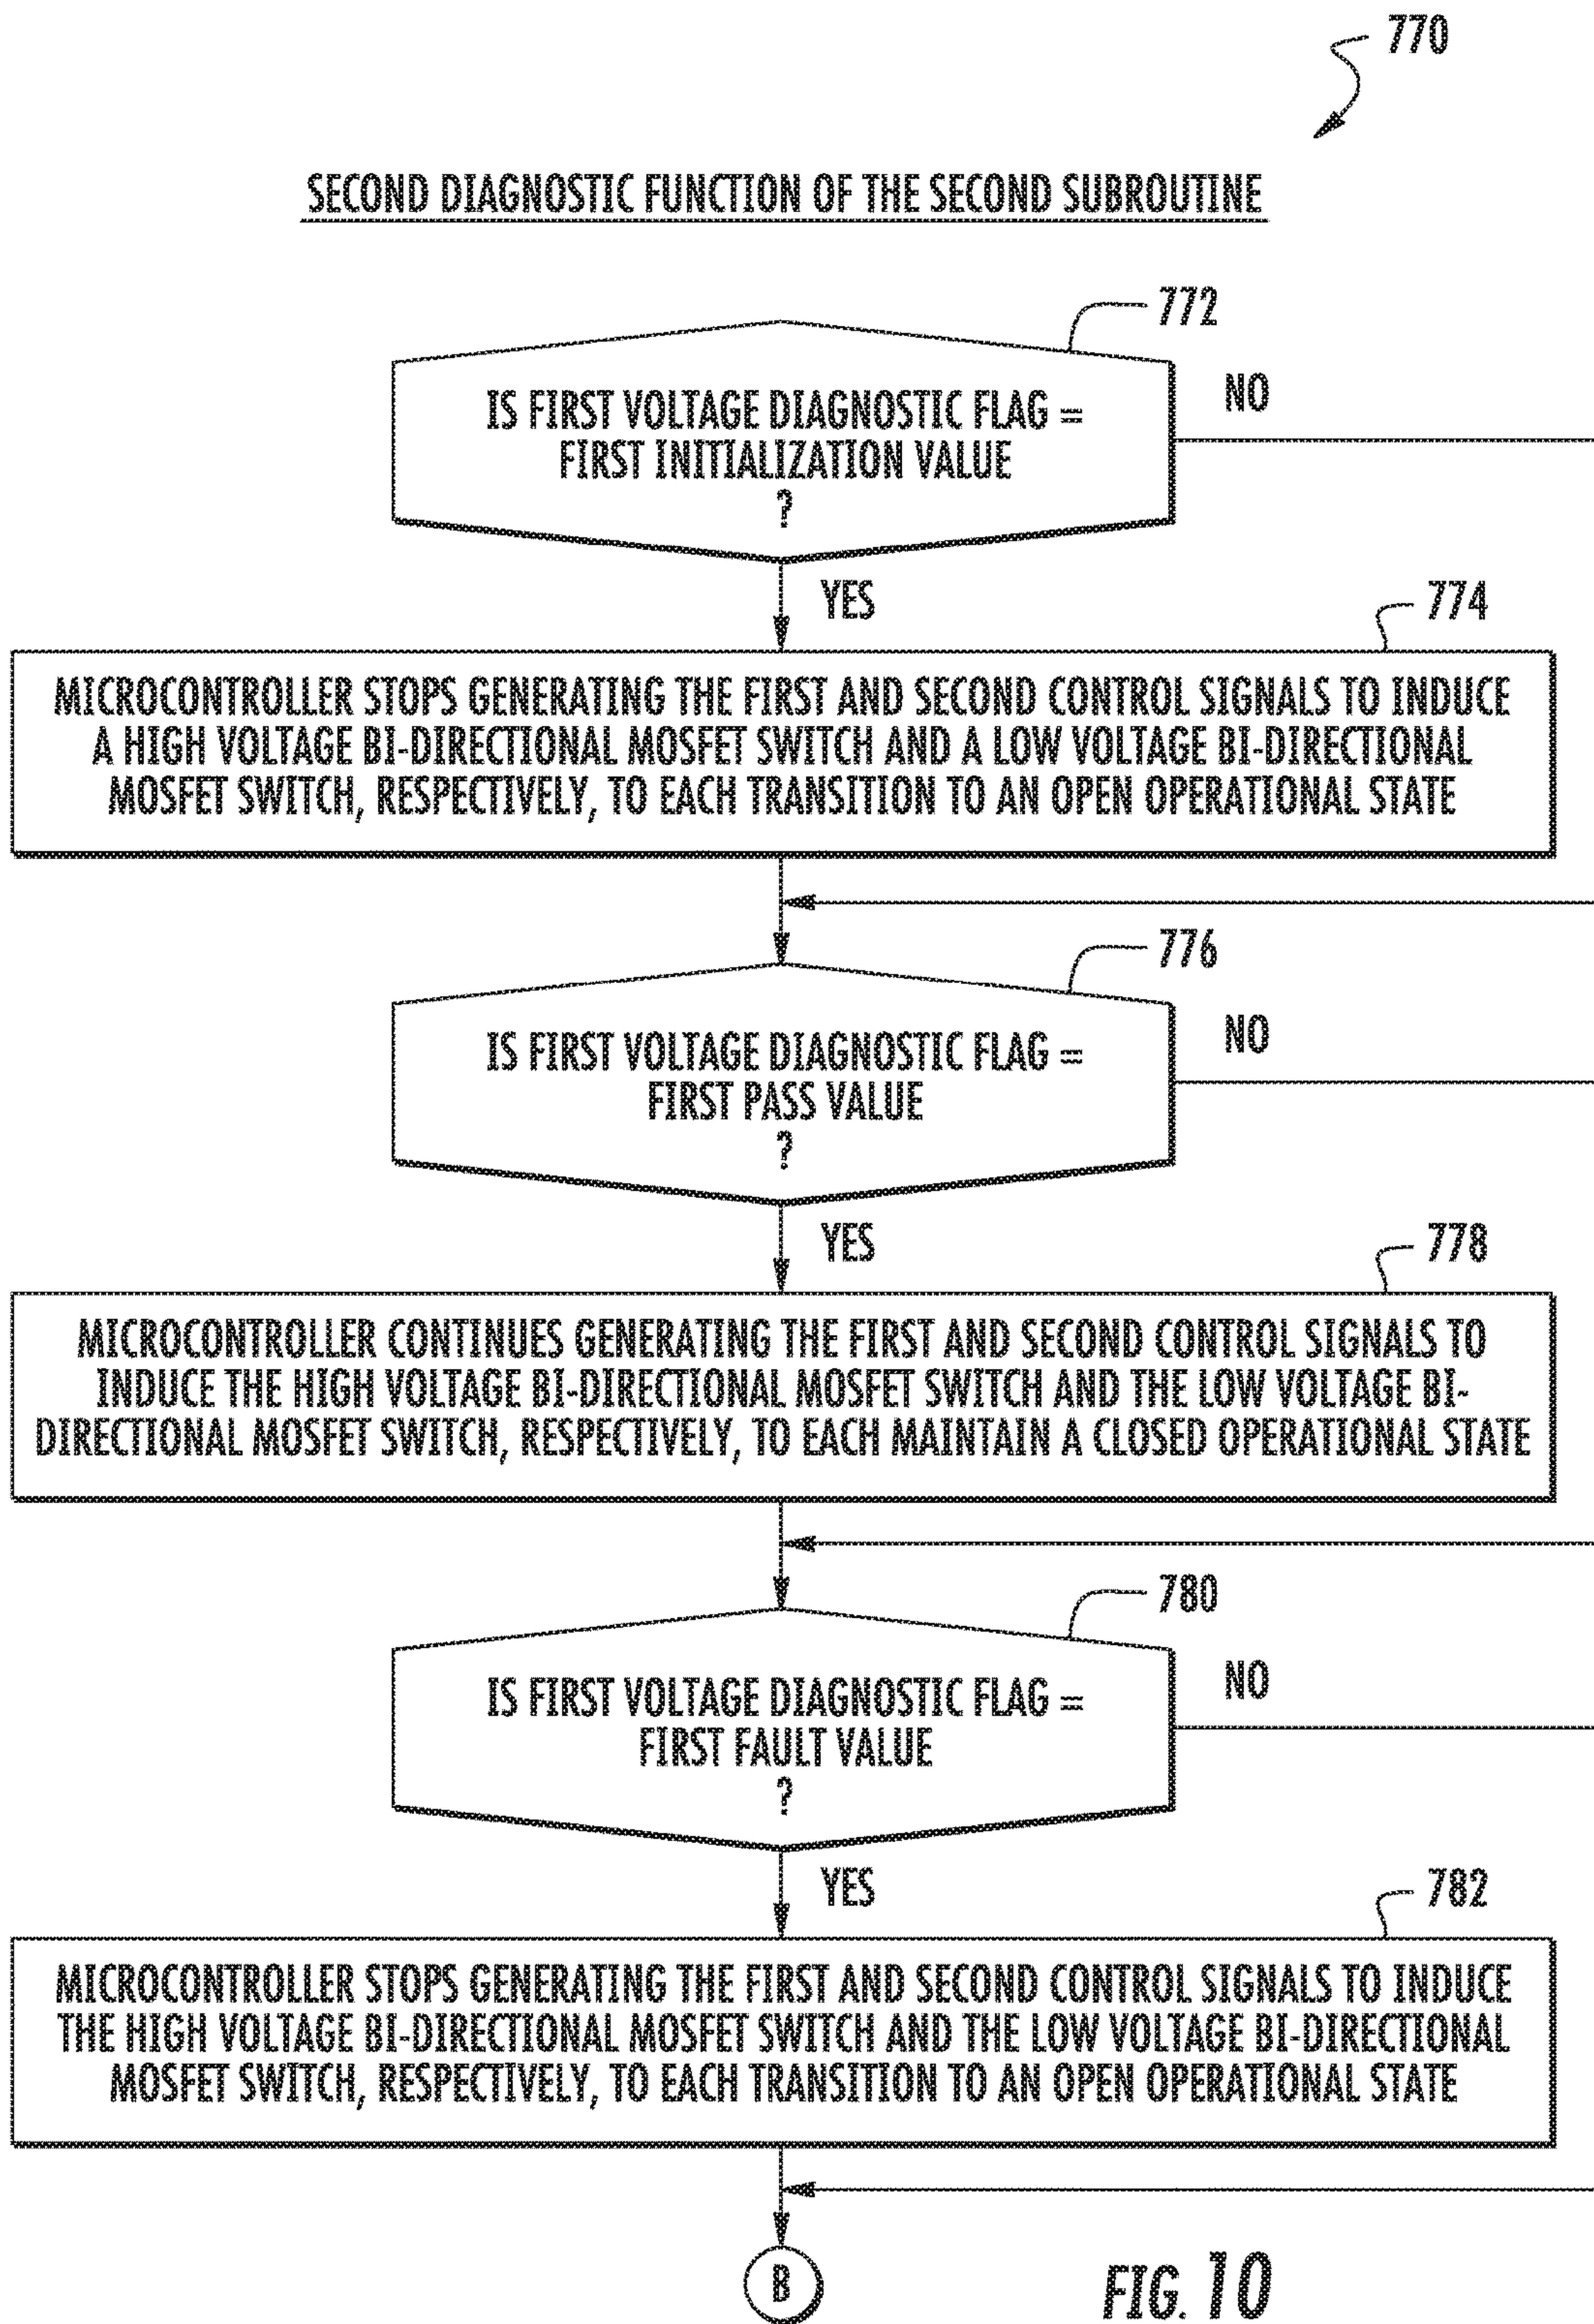 770
SECOND DIAGNOSTIC FUNCTION OF THE SECOND SUBROUTINE
772
IS FIRST VOLTAGE DIAGNOSTIC FLAG =
FIRST INITIALIZATION VALUE
?
NO
YES
774
MICROCONTROLLER STOPS GENERATING THE FIRST AND SECOND CONTROL SIGNALS TO INDUCE
A HIGH VOLTAGE BI-DIRECTIONAL MOSFET SWITCH AND A LOW VOLTAGE BI-DIRECTIONAL
MOSFET SWITCH, RESPECTIVELY, TO EACH TRANSITION TO AN OPEN OPERATIONAL STATE
776
IS FIRST VOLTAGE DIAGNOSTIC FLAG =
FIRST PASS VALUE
?
NO
YES
778
MICROCONTROLLER CONTINUES GENERATING THE FIRST AND SECOND CONTROL SIGNALS TO
INDUCE THE HIGH VOLTAGE BI-DIRECTIONAL MOSFET SWITCH AND THE LOW VOLTAGE BI-
DIRECTIONAL MOSFET SWITCH, RESPECTIVELY, TO EACH MAINTAIN A CLOSED OPERATIONAL STATE
780
IS FIRST VOLTAGE DIAGNOSTIC FLAG =
FIRST FAULT VALUE
?
NO
YES
782
MICROCONTROLLER STOPS GENERATING THE FIRST AND SECOND CONTROL SIGNALS TO INDUCE
THE HIGH VOLTAGE BI-DIRECTIONAL MOSFET SWITCH AND THE LOW VOLTAGE BI-DIRECTIONAL
MOSFET SWITCH, RESPECTIVELY, TO EACH TRANSITION TO AN OPEN OPERATIONAL STATE
B
FIG. 10